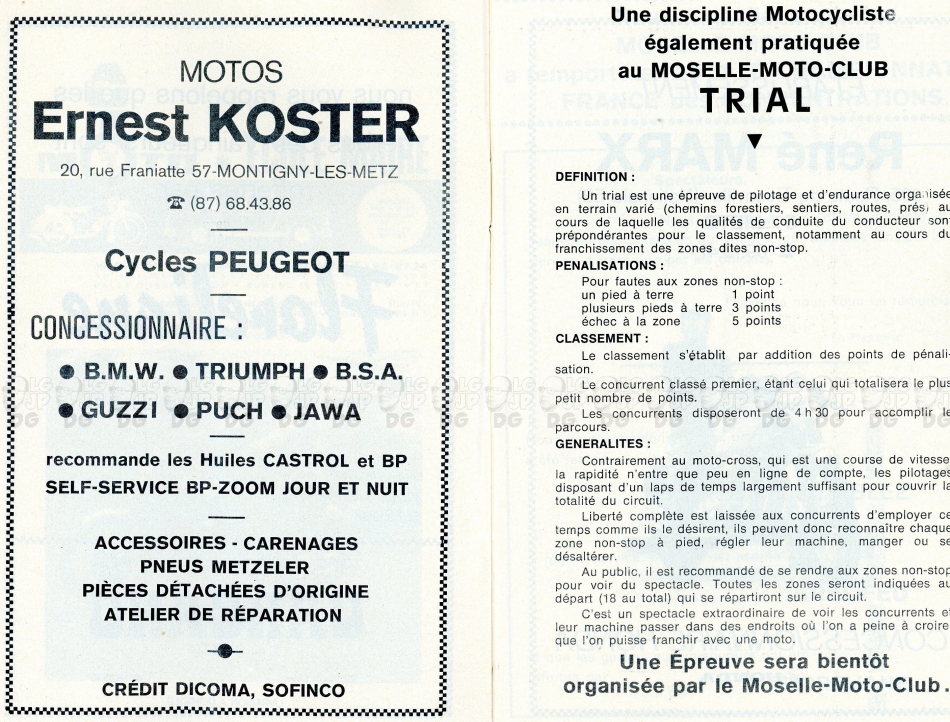 MOTOS
Ernest KOSTER
20, rue Franiatte 57-MONTIGNY-LES-METZ
☎ (87) 68.43.86
Cycles PEUGEOT
CONCESSIONNAIRE :
● B.M.W. ● TRIUMPH ● B.S.A.
● GUZZI ● PUCH ● JAWA
recommande les Huiles CASTROL et BP
SELF-SERVICE BP-ZOOM JOUR ET NUIT
ACCESSOIRES - CARENAGES
PNEUS METZELER
PIÈCES DÉTACHÉES D'ORIGINE
ATELIER DE RÉPARATION
CRÉDIT DICOMA, SOFINCO
Une discipline Motocycliste
également pratiquée
au MOSELLE-MOTO-CLUB
TRIAL
▼
DEFINITION :
Un trial est une épreuve de pilotage et d'endurance organisée
en terrain varié (chemins forestiers, sentiers, routes, prés) au
cours de laquelle les qualités de conduite du conducteur sont
prépondérantes pour le classement, notamment au cours du
franchissement des zones dites non-stop.
PENALISATIONS :
Pour fautes aux zones non-stop :
un pied à terre 1 point
plusieurs pieds à terre 3 points
échec à la zone 5 points
CLASSEMENT :
Le classement s'établit par addition des points de pénali-
sation.
Le concurrent classé premier, étant celui qui totalisera le plus
petit nombre de points.
Les concurrents disposeront de 4 h 30 pour accomplir le
parcours.
GENERALITES :
Contrairement au moto-cross, qui est une course de vitesse
la rapidité n'entre que peu en ligne de compte, les pilotages
disposant d'un laps de temps largement suffisant pour couvrir la
totalité du circuit.
Liberté complète est laissée aux concurrents d'employer ce
temps comme ils le désirent, ils peuvent donc reconnaître chaque
zone non-stop à pied, régler leur machine, manger ou se
désaltérer.
Au public, il est recommandé de se rendre aux zones non-stop
pour voir du spectacle. Toutes les zones seront indiquées au
départ (18 au total) qui se répartiront sur le circuit.
C'est un spectacle extraordinaire de voir les concurrents et
leur machine passer dans des endroits où l'on a peine à croire
que l'on puisse franchir avec une moto.
Une Épreuve sera bientôt
organisée par le Moselle-Moto-Club.